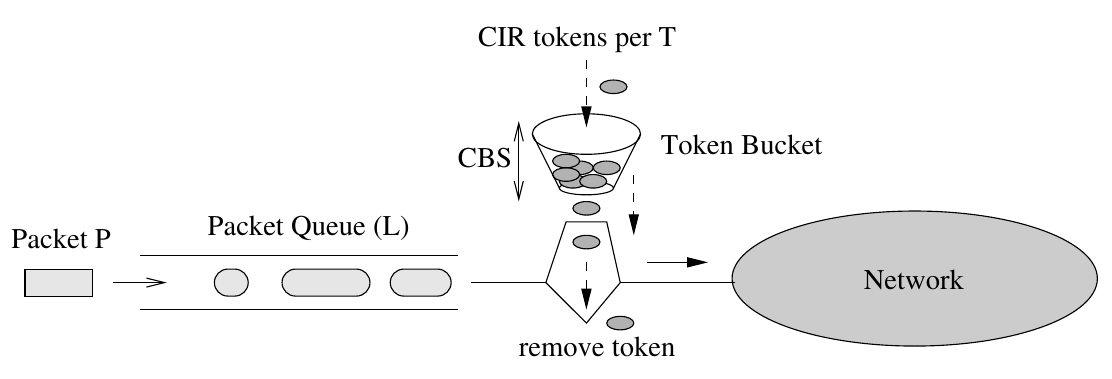 CIR tokens per T
CBS
Token Bucket
Packet P
Packet Queue (L)
Network
remove token